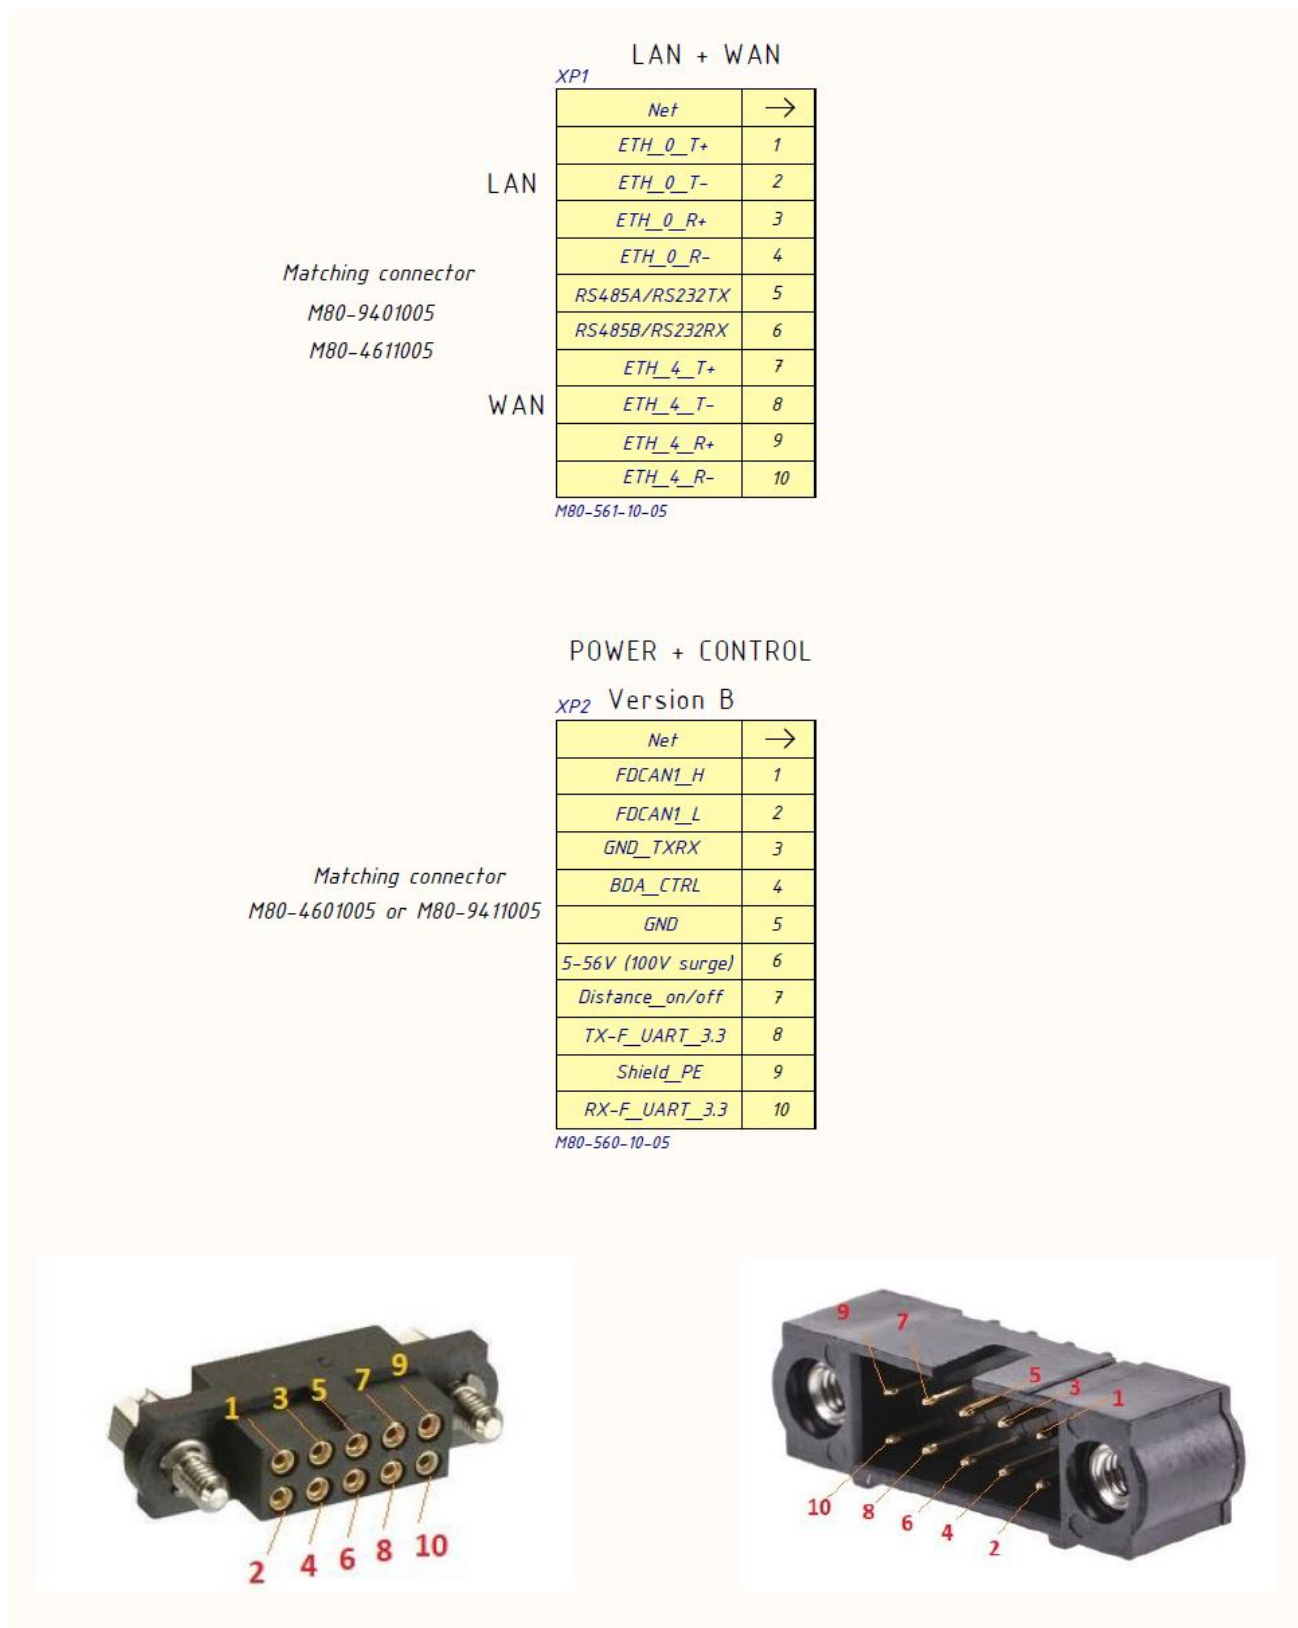 LAN + WAN
XP1
Net →
ETH_0_T+ 1
LAN
ETH_0_T- 2
ETH_0_R+ 3
ETH_0_R- 4
Matching connector
M80-9401005
M80-4611005
RS485A/RS232TX 5
RS485B/RS232RX 6
ETH_4_T+ 7
WAN
ETH_4_T- 8
ETH_4_R+ 9
ETH_4_R- 10
M80-561-10-05
POWER + CONTROL
Version B
XP2
Net →
FDCAN1_H 1
FDCAN1_L 2
GND_TXRX 3
Matching connector
M80-4601005 or M80-9411005
BDA_CTRL 4
GND 5
5-56V (100V surge) 6
Distance_on/off 7
TX-F_UART_3.3 8
Shield_PE 9
RX-F_UART_3.3 10
M80-560-10-05
1 3 5 7 9
2 4 6 8 10
9 7 5 3 1
10 8 6 4 2